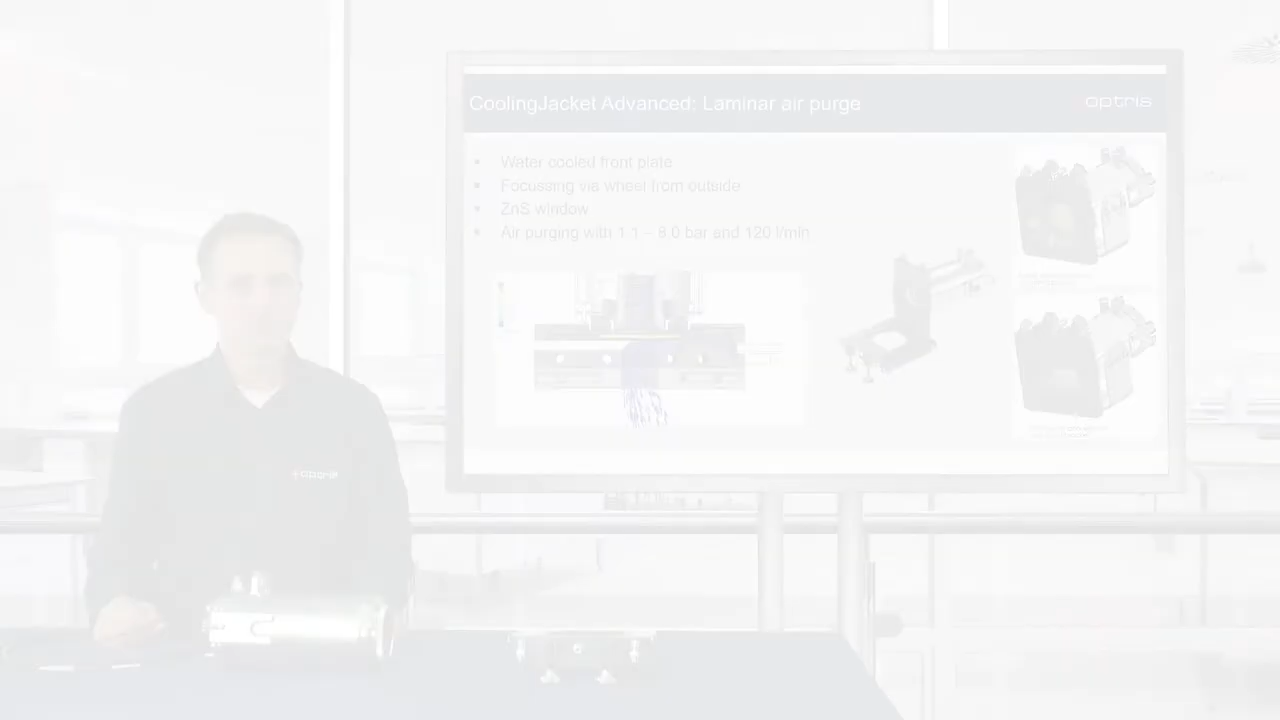 CoolingJacket Advanced: Laminar air purge
optris
Water cooled front plate
Focussing via wheel from outside
ZnS window
Air purging with 1.1 – 8.0 bar and 120 l/min
optris